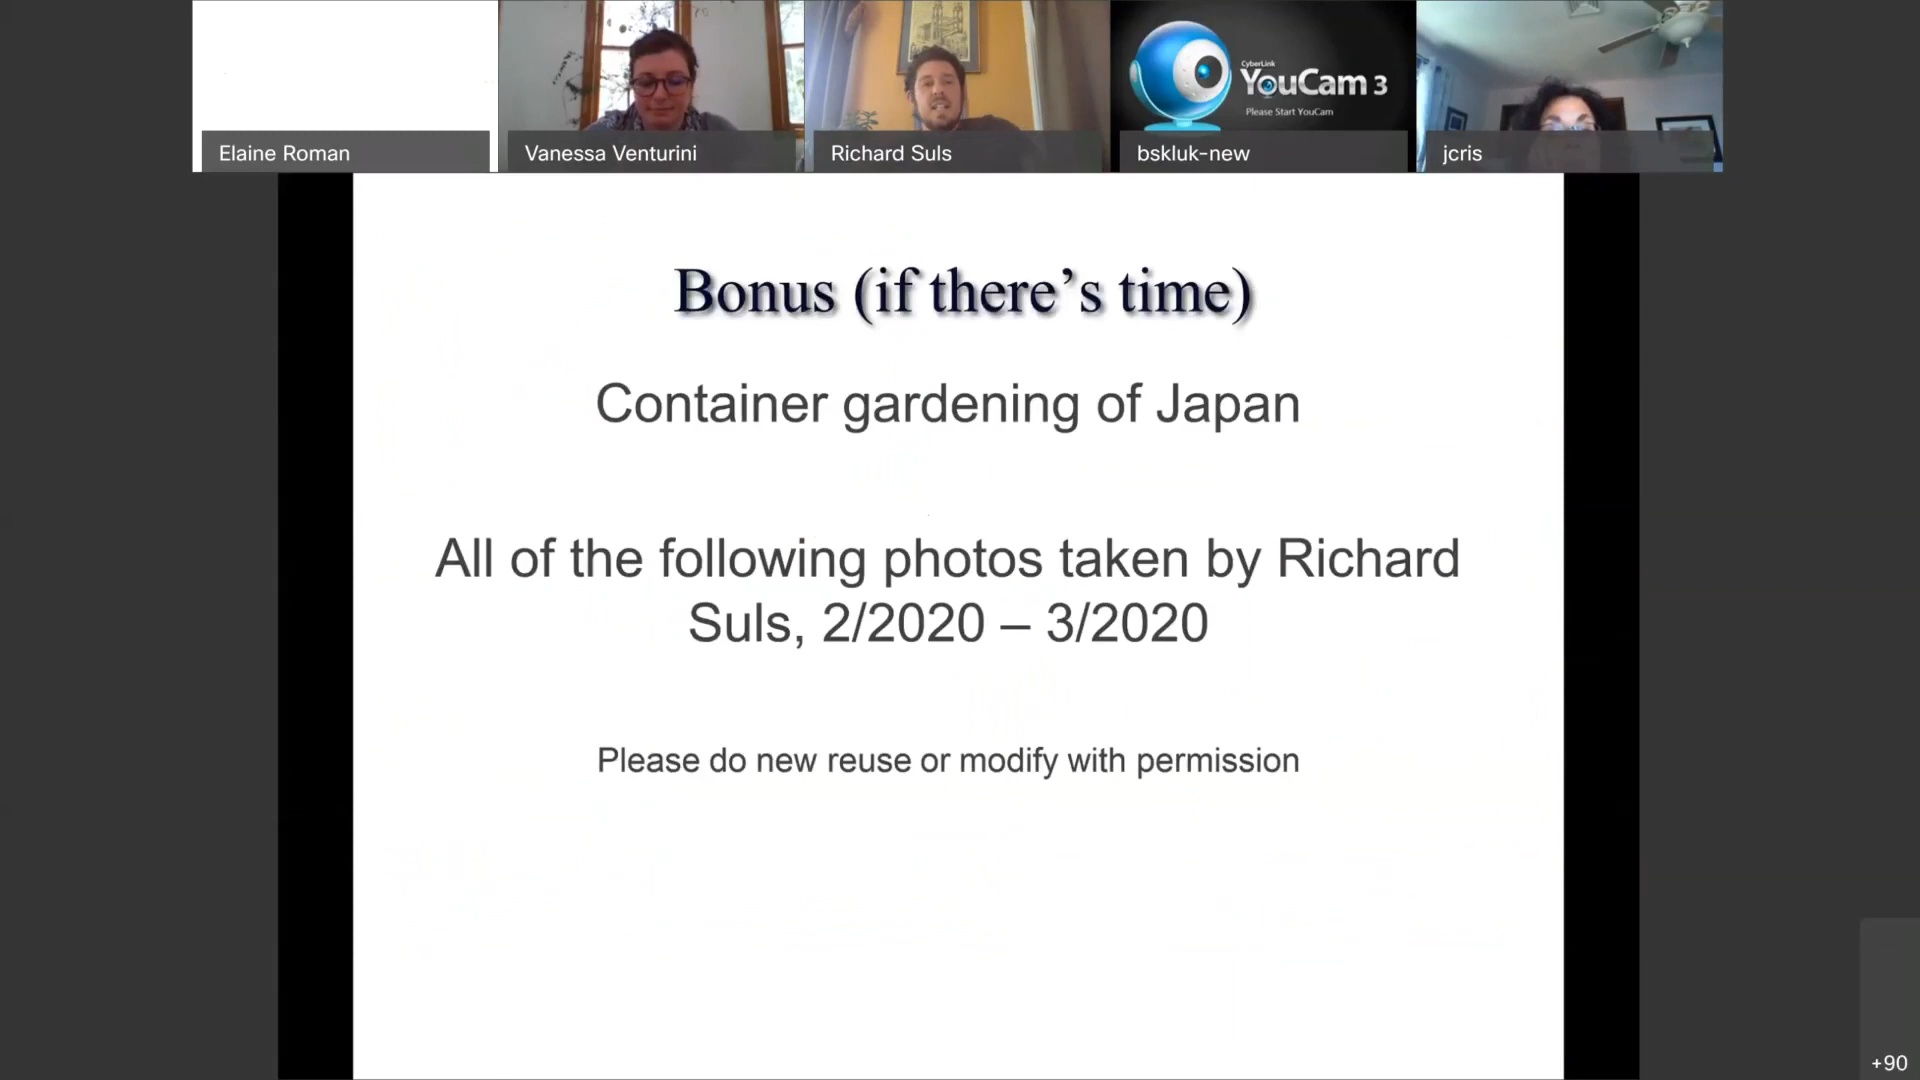 Elaine Roman
Vanessa Venturini
Richard Suls
CyberLink
YouCam 3
Please Start YouCam
bskluk-new
jcris
Bonus (if there’s time)
Container gardening of Japan
All of the following photos taken by Richard
Suls, 2/2020 – 3/2020
Please do new reuse or modify with permission
+90